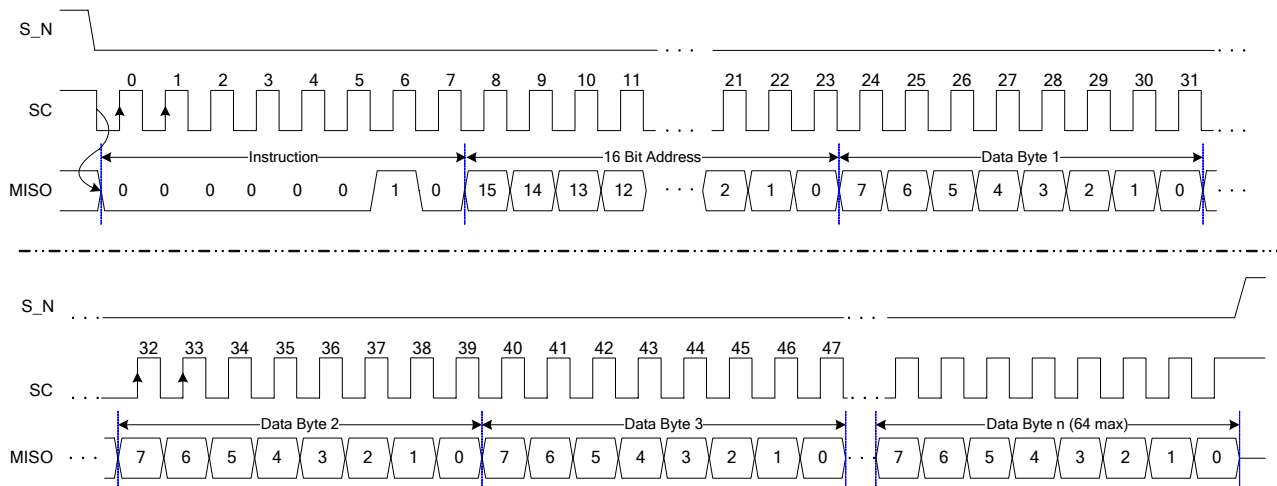 S_N · · · · · ·
0 1 2 3 4 5 6 7 8 9 10 11 21 22 23 24 25 26 27 28 29 30 31
SC · · · · · ·
Instruction 16 Bit Address Data Byte 1
MISO 0 0 0 0 0 0 1 0 15 14 13 12 · · · 2 1 0 7 6 5 4 3 2 1 0 · · ·
S_N · · · · · ·
32 33 34 35 36 37 38 39 40 41 42 43 44 45 46 47
SC · · · · · ·
Data Byte 2 Data Byte 3 Data Byte n (64 max)
MISO · · · 7 6 5 4 3 2 1 0 7 6 5 4 3 2 1 0 · · · 7 6 5 4 3 2 1 0